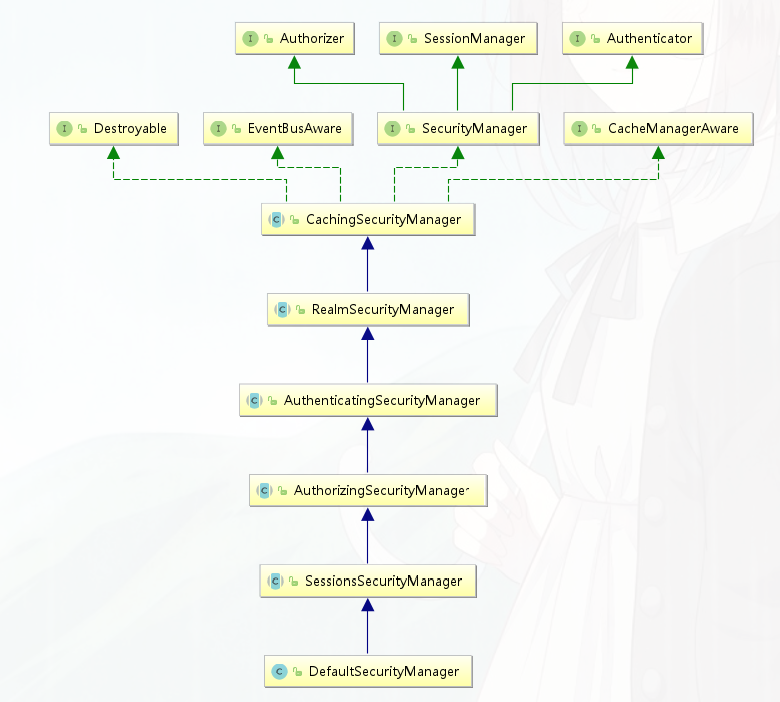 Authorizer
SessionManager
Authenticator
Destroyable
EventBusAware
SecurityManager
CacheManagerAware
CachingSecurityManager
RealmSecurityManager
AuthenticatingSecurityManager
AuthorizingSecurityManager
SessionsSecurityManager
DefaultSecurityManager